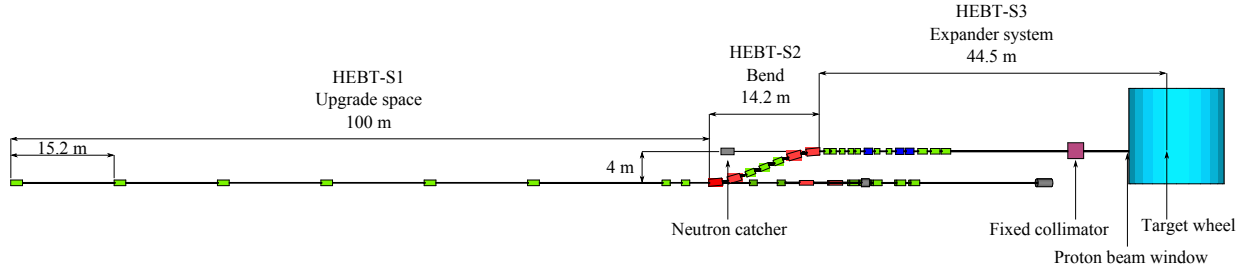 HEBT-S3
Expander system
44.5 m
HEBT-S2
Bend
14.2 m
HEBT-S1
Upgrade space
100 m
15.2 m
4 m
Neutron catcher
Fixed collimator
Target wheel
Proton beam window